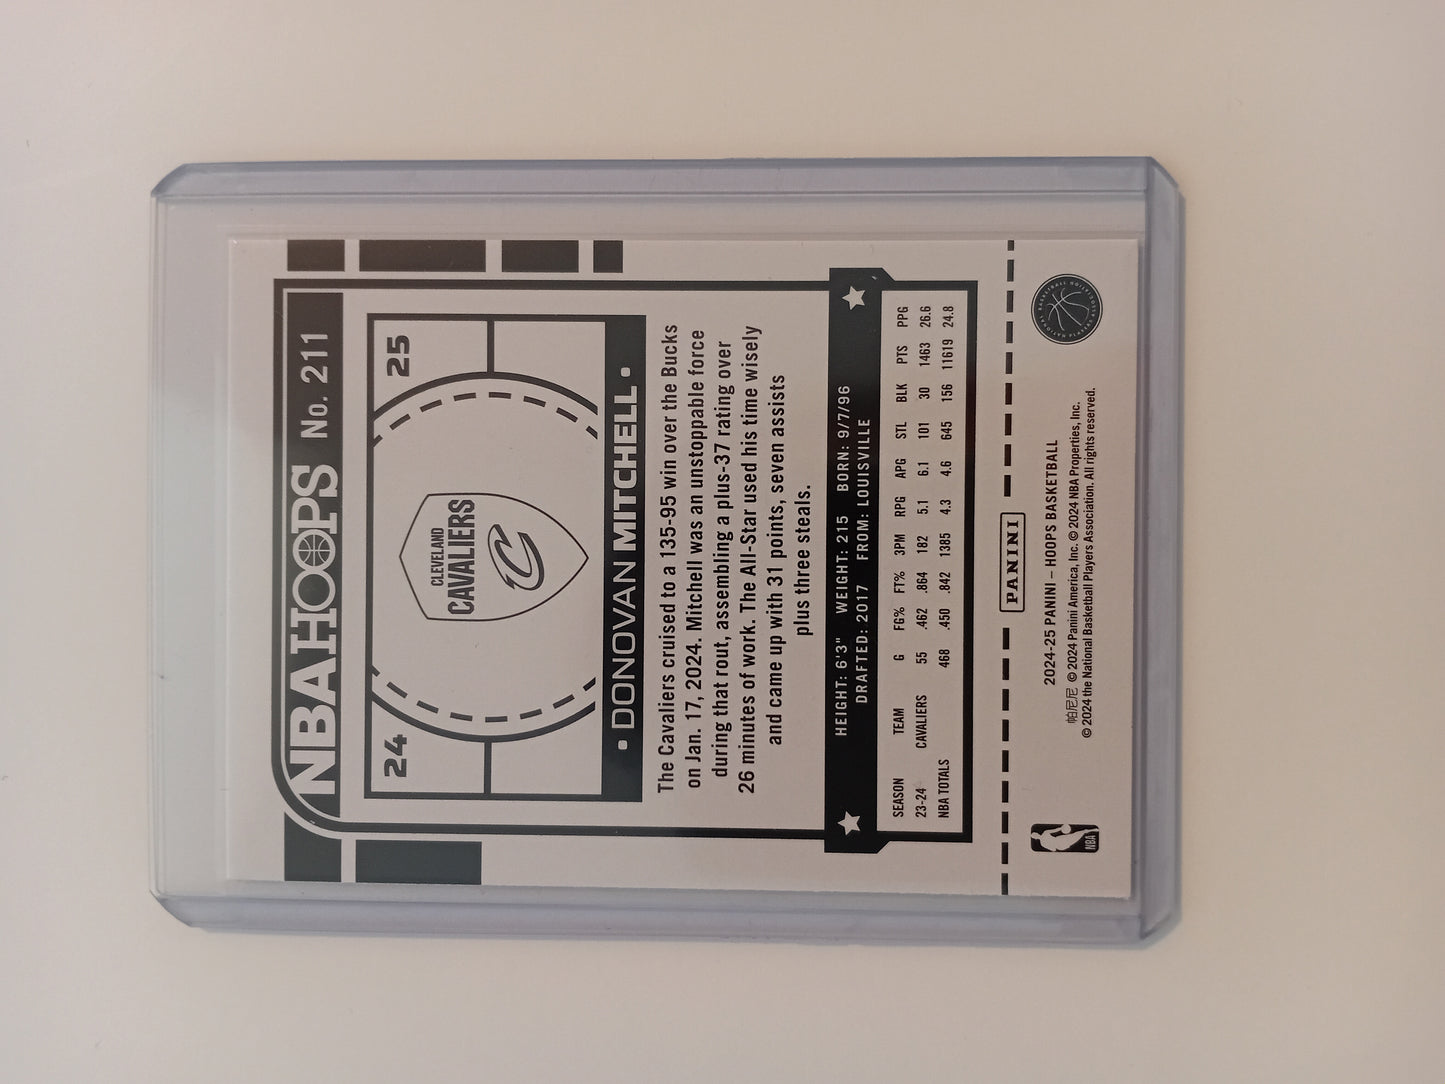 NBA HOOPS No. 211
24 25
CLEVELAND
CAVALIERS
C
• DONOVAN MITCHELL •
The Cavaliers cruised to a 135-95 win over the Bucks
on Jan. 17, 2024. Mitchell was an unstoppable force
during that rout, assembling a plus-37 rating over
26 minutes of work. The All-Star used his time wisely
and came up with 31 points, seven assists
plus three steals.
HEIGHT: 6'3" WEIGHT: 215 BORN: 9/7/96
DRAFTED: 2017 FROM: LOUISVILLE
SEASON TEAM G FG% FT% 3PM RPG APG STL BLK PTS PPG
23-24 CAVALIERS 55 .462 .864 182 5.1 6.1 101 30 1463 26.6
NBA TOTALS 468 .450 .842 1385 4.3 4.6 645 156 11619 24.8
PANINI
2024-25 PANINI – HOOPS BASKETBALL
帕尼尼 © 2024 Panini America, Inc. © 2024 NBA Properties, Inc.
© 2024 the National Basketball Players Association. All rights reserved.
NBA
NATIONAL BASKETBALL PLAYERS ASSOCIATION